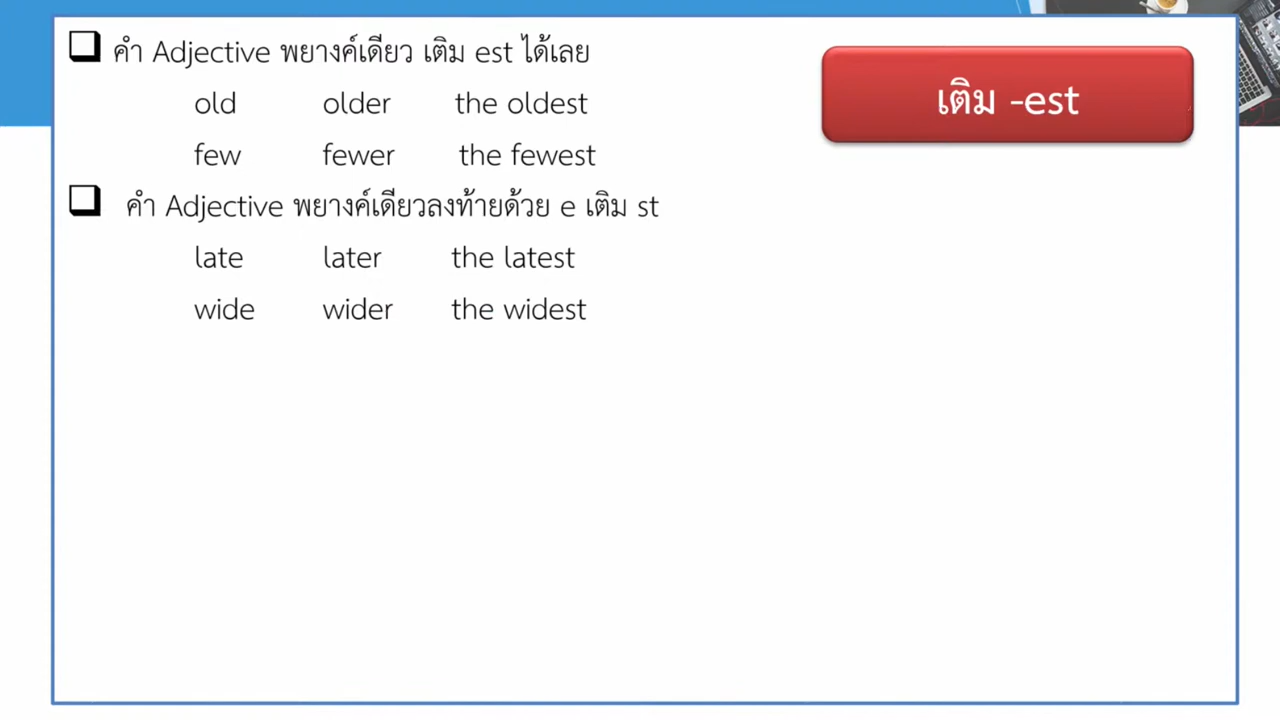 คำ Adjective พยางค์เดียว เติม est ได้เลย
เติม -est
old older the oldest
few fewer the fewest
คำ Adjective พยางค์เดียวลงท้ายด้วย e เติม st
late later the latest
wide wider the widest